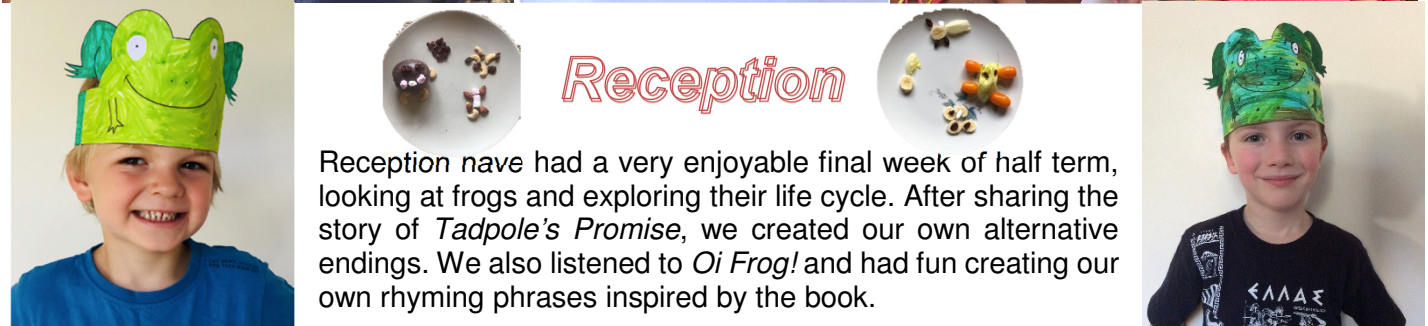 Reception
Reception have had a very enjoyable final week of half term,
looking at frogs and exploring their life cycle. After sharing the
story of Tadpole's Promise, we created our own alternative
endings. We also listened to Oi Frog! and had fun creating our
own rhyming phrases inspired by the book.
ΕΛΛΑΣ